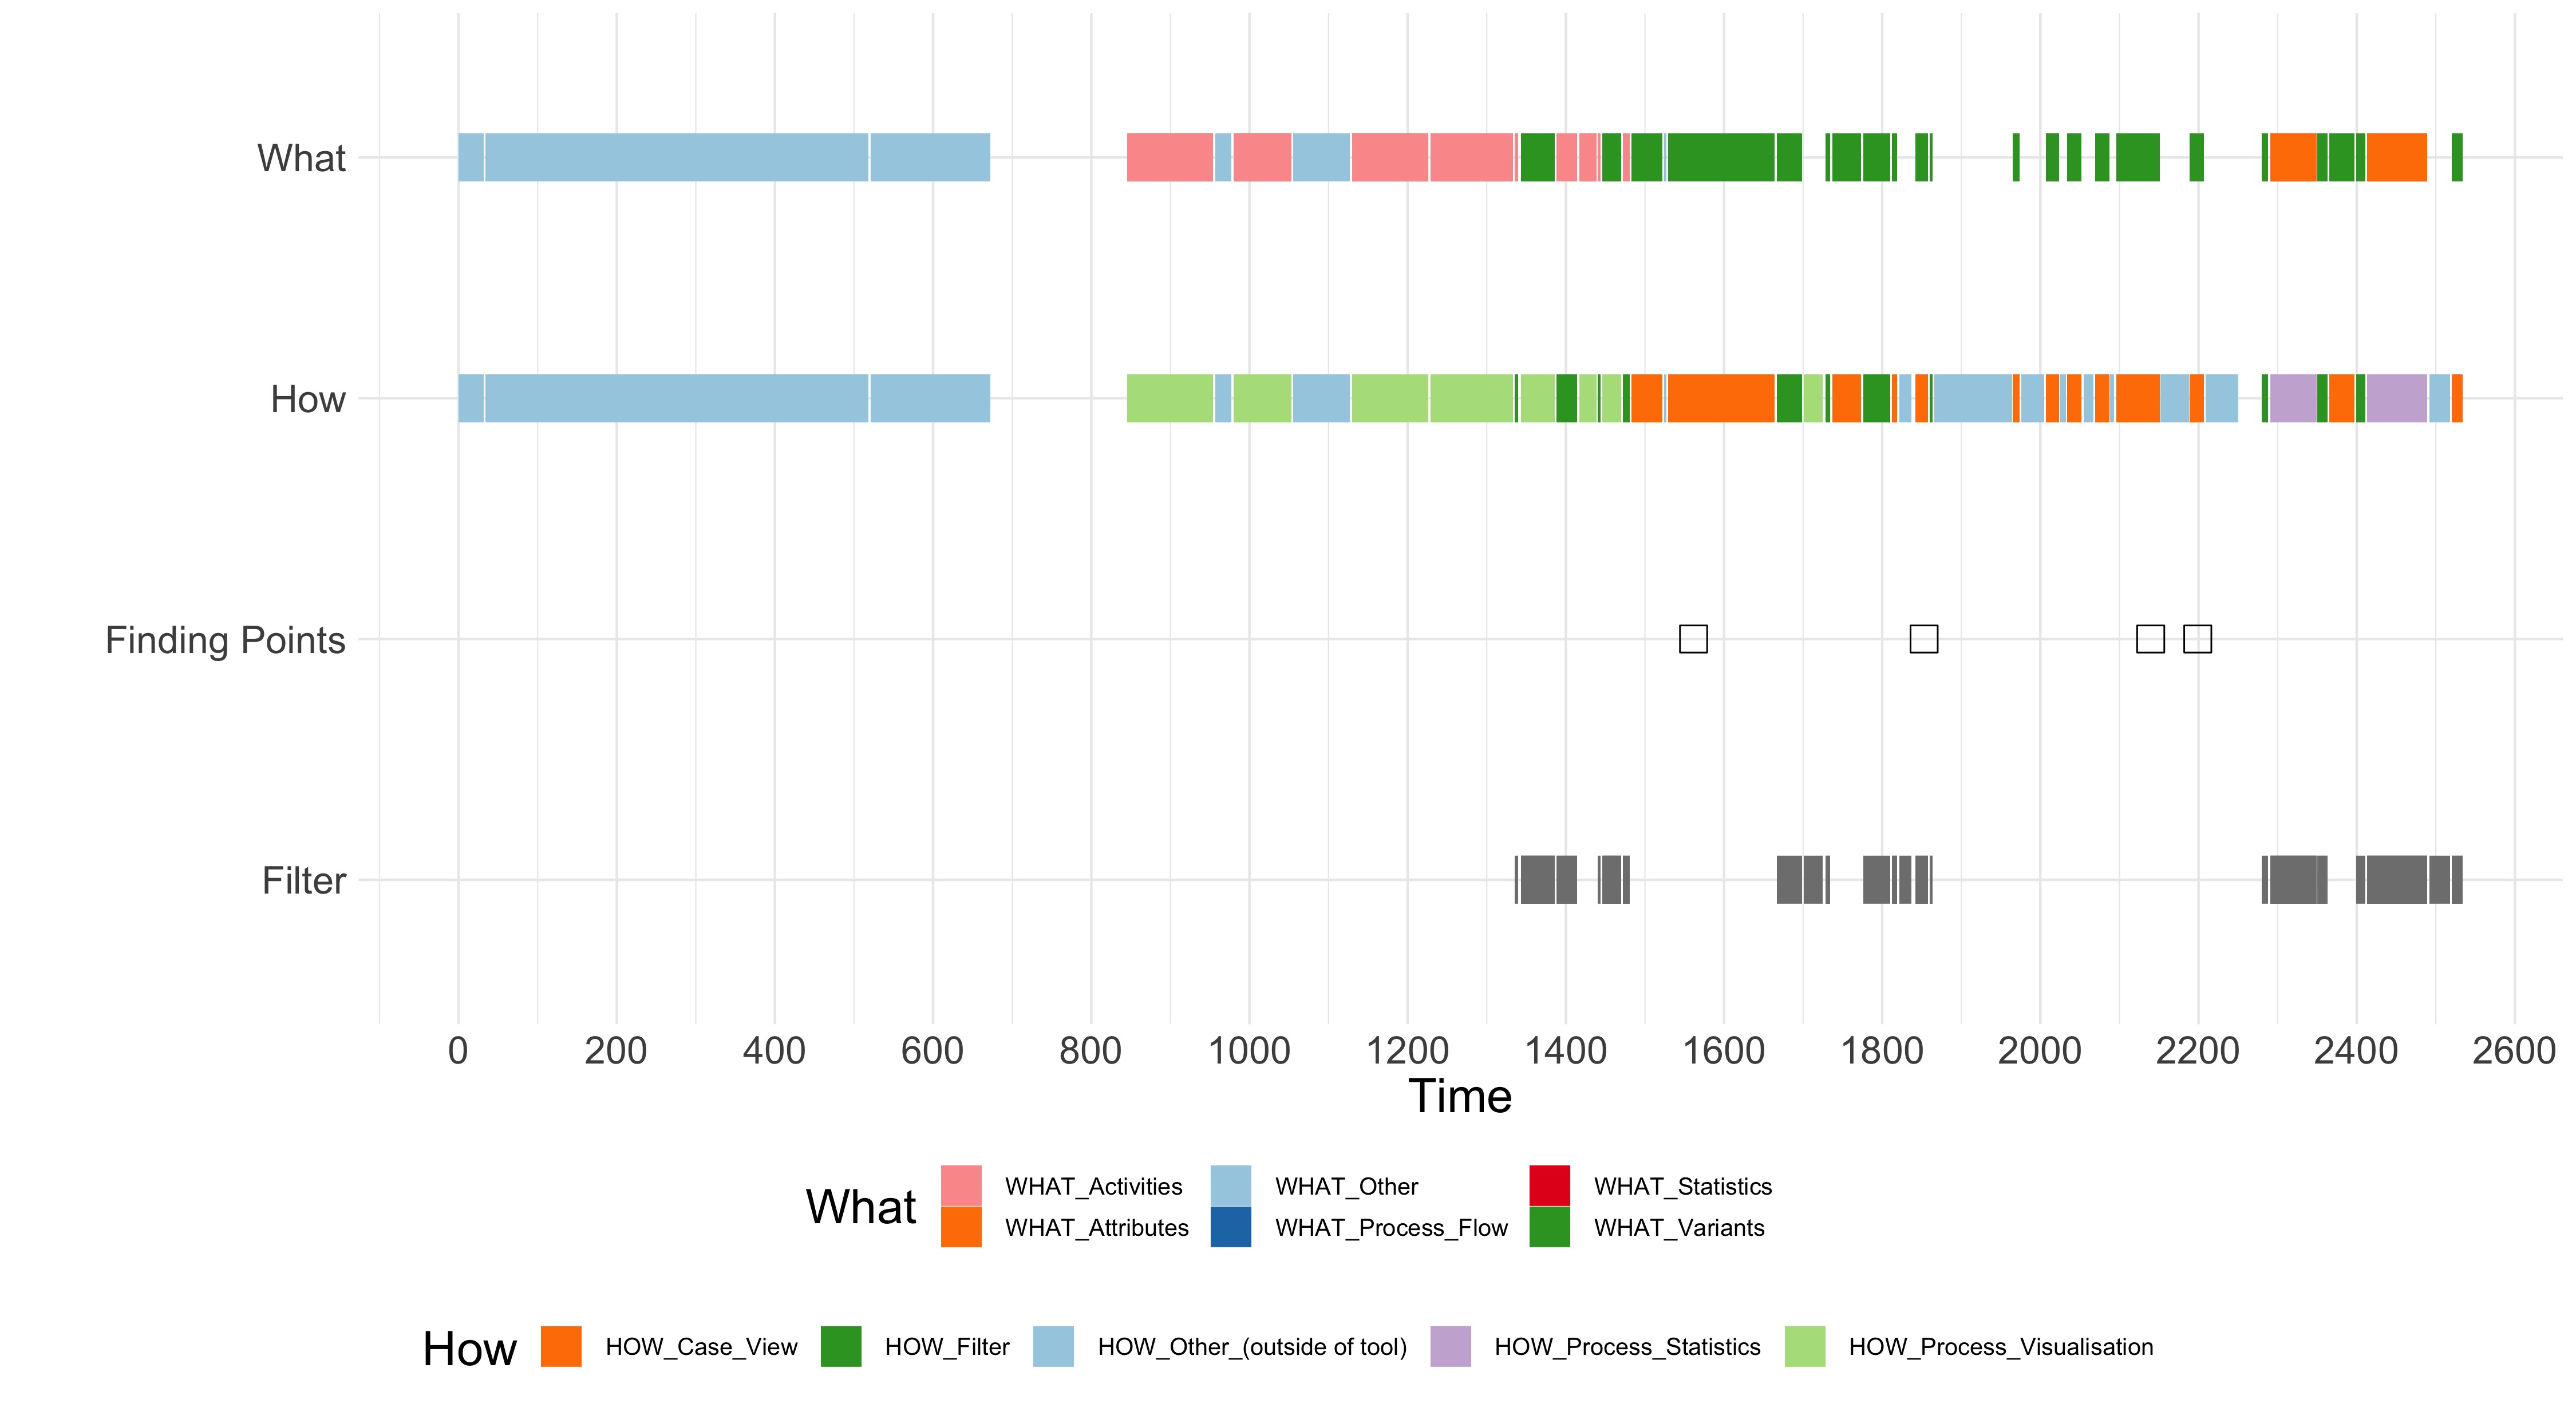 What
How
Finding Points
Filter
0 200 400 600 800 1000 1200 1400 1600 1800 2000 2200 2400 2600
Time
What WHAT_Activities WHAT_Other WHAT_Statistics
WHAT_Attributes WHAT_Process_Flow WHAT_Variants
How HOW_Case_View HOW_Filter HOW_Other_(outside of tool) HOW_Process_Statistics HOW_Process_Visualisation